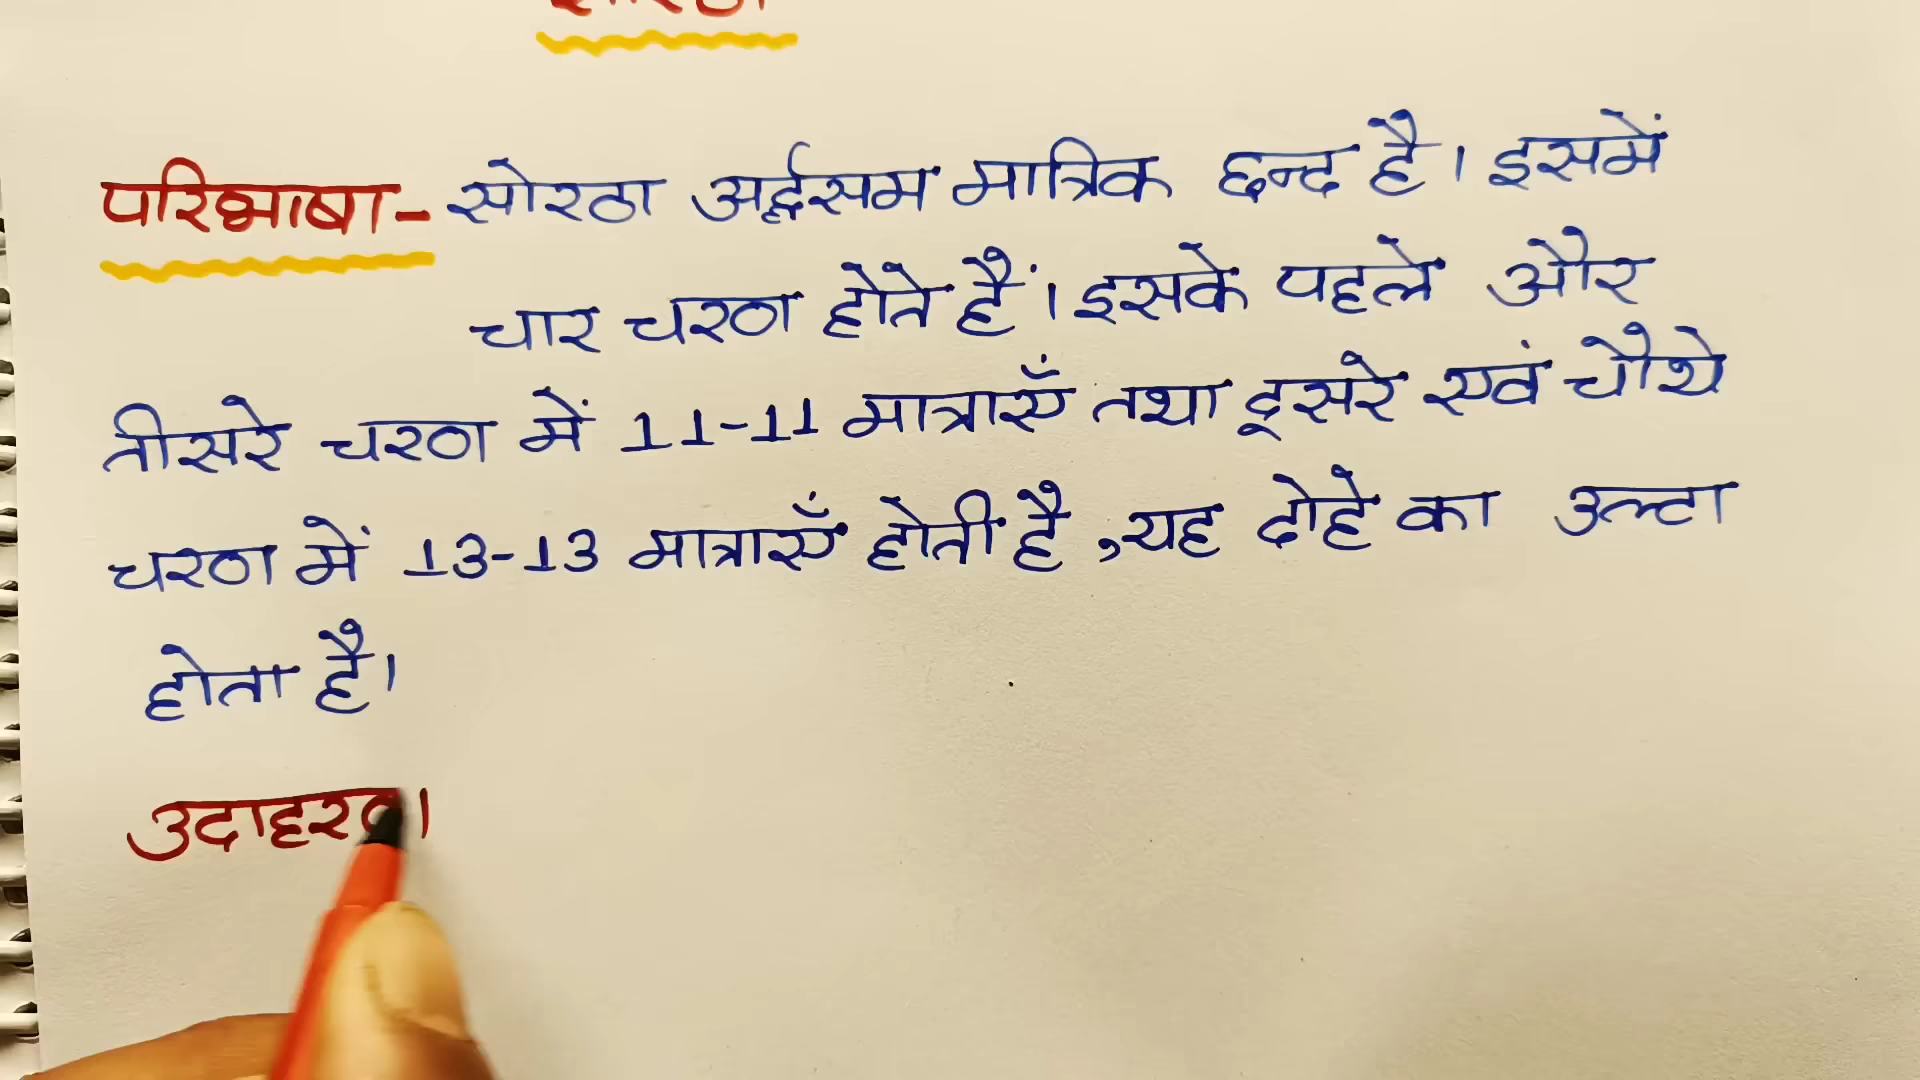 परिभाषा- सोरठा अर्द्धसम मात्रिक छन्द है। इसमें
चार चरण होते हैं। इसके पहले और
तीसरे चरण में 11-11 मात्राएँ तथा दूसरे एवं चौथे
चरण में 13-13 मात्राएँ होती है, यह दोहे का उल्टा
होता है।
उदाहरण